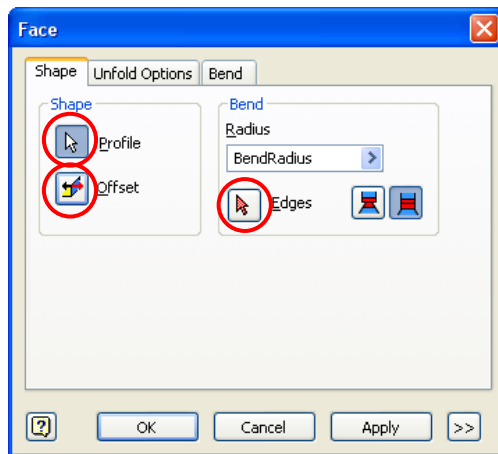 Face
Shape Unfold Options Bend
Shape
Profile
Offset
Bend
Radius
BendRadius
Edges
? OK Cancel Apply >>